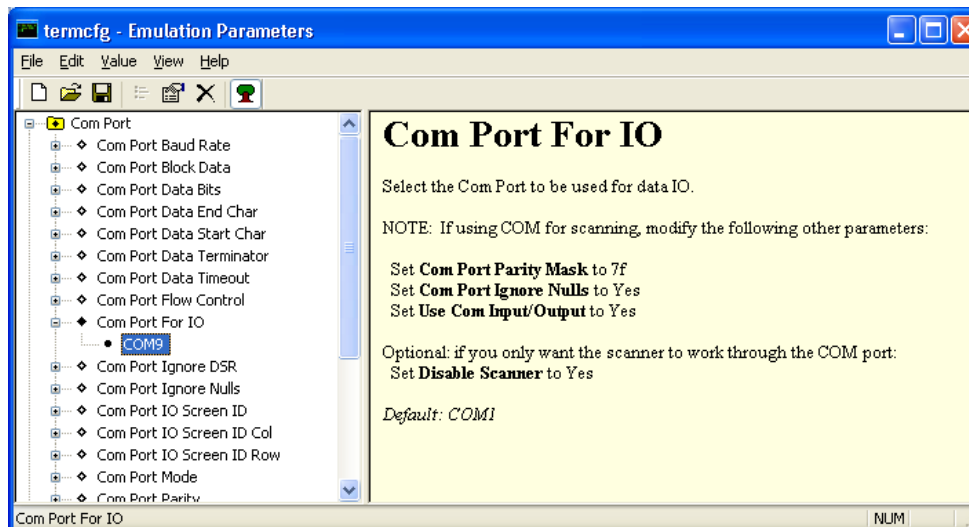 termcfg - Emulation Parameters
File Edit Value View Help
Com Port
Com Port Baud Rate
Com Port Block Data
Com Port Data Bits
Com Port Data End Char
Com Port Data Start Char
Com Port Data Terminator
Com Port Data Timeout
Com Port Flow Control
Com Port For IO
COM9
Com Port Ignore DSR
Com Port Ignore Nulls
Com Port IO Screen ID
Com Port IO Screen ID Col
Com Port IO Screen ID Row
Com Port Mode
Com Port Parity
Com Port For IO
Select the Com Port to be used for data IO.
NOTE: If using COM for scanning, modify the following other parameters:
Set Com Port Parity Mask to 7f
Set Com Port Ignore Nulls to Yes
Set Use Com Input/Output to Yes
Optional: if you only want the scanner to work through the COM port:
Set Disable Scanner to Yes
Default: COM1
Com Port For IO NUM